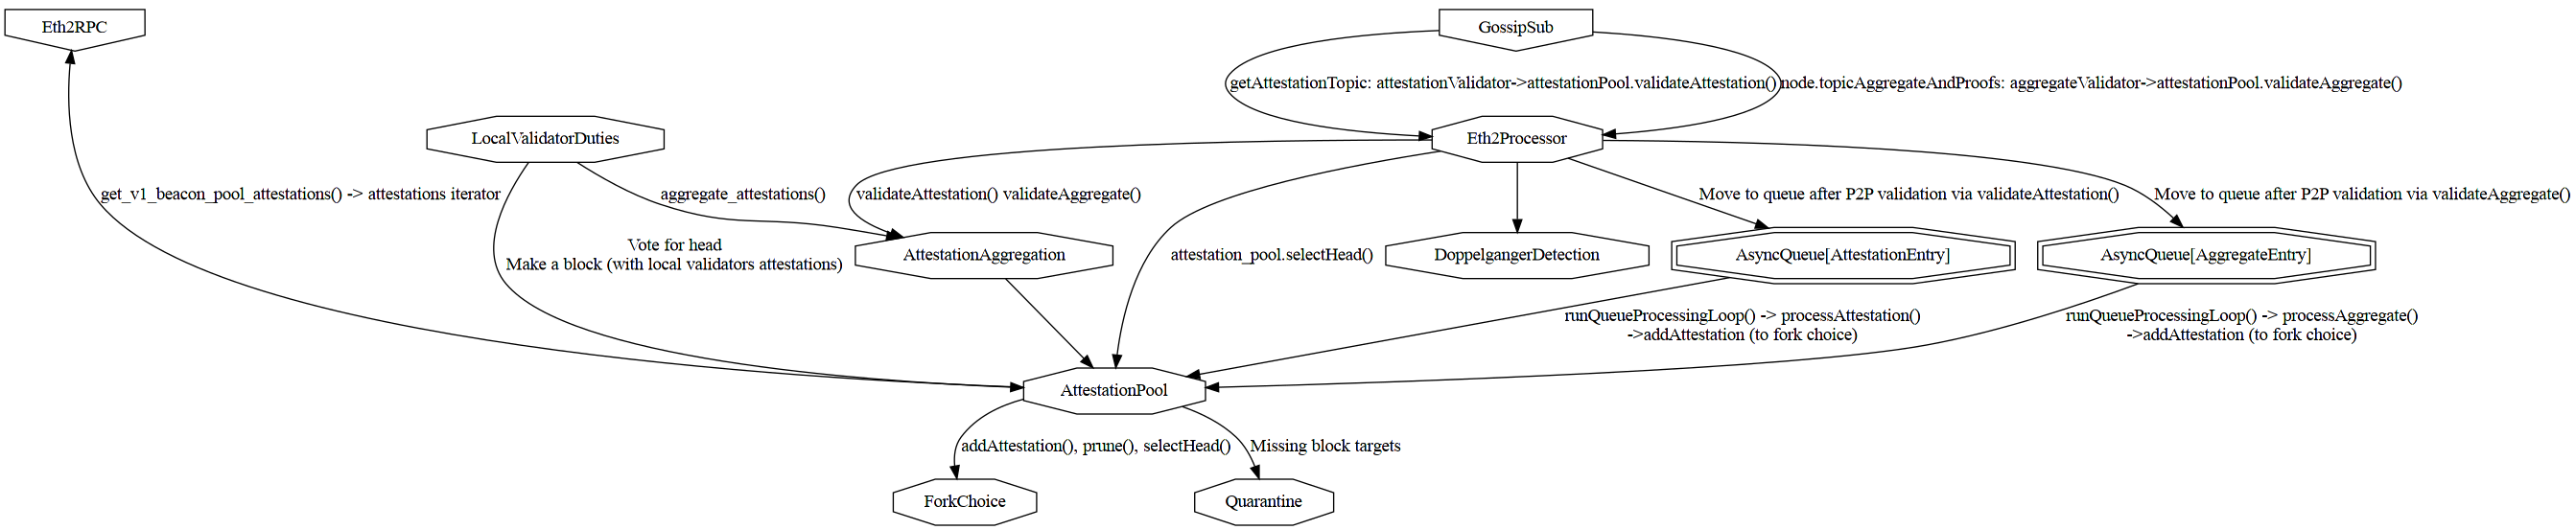 Eth2RPC
GossipSub
getAttestationTopic: attestationValidator->attestationPool.validateAttestation()
node.topicAggregateAndProofs: aggregateValidator->attestationPool.validateAggregate()
LocalValidatorDuties
Eth2Processor
get_v1_beacon_pool_attestations() -> attestations iterator
aggregate_attestations()
validateAttestation() validateAggregate()
Move to queue after P2P validation via validateAttestation()
Move to queue after P2P validation via validateAggregate()
Vote for head
Make a block (with local validators attestations)
AttestationAggregation
attestation_pool.selectHead()
DoppelgangerDetection
AsyncQueue[AttestationEntry]
AsyncQueue[AggregateEntry]
runQueueProcessingLoop() -> processAttestation()
->addAttestation (to fork choice)
runQueueProcessingLoop() -> processAggregate()
->addAttestation (to fork choice)
AttestationPool
addAttestation(), prune(), selectHead()
Missing block targets
ForkChoice
Quarantine